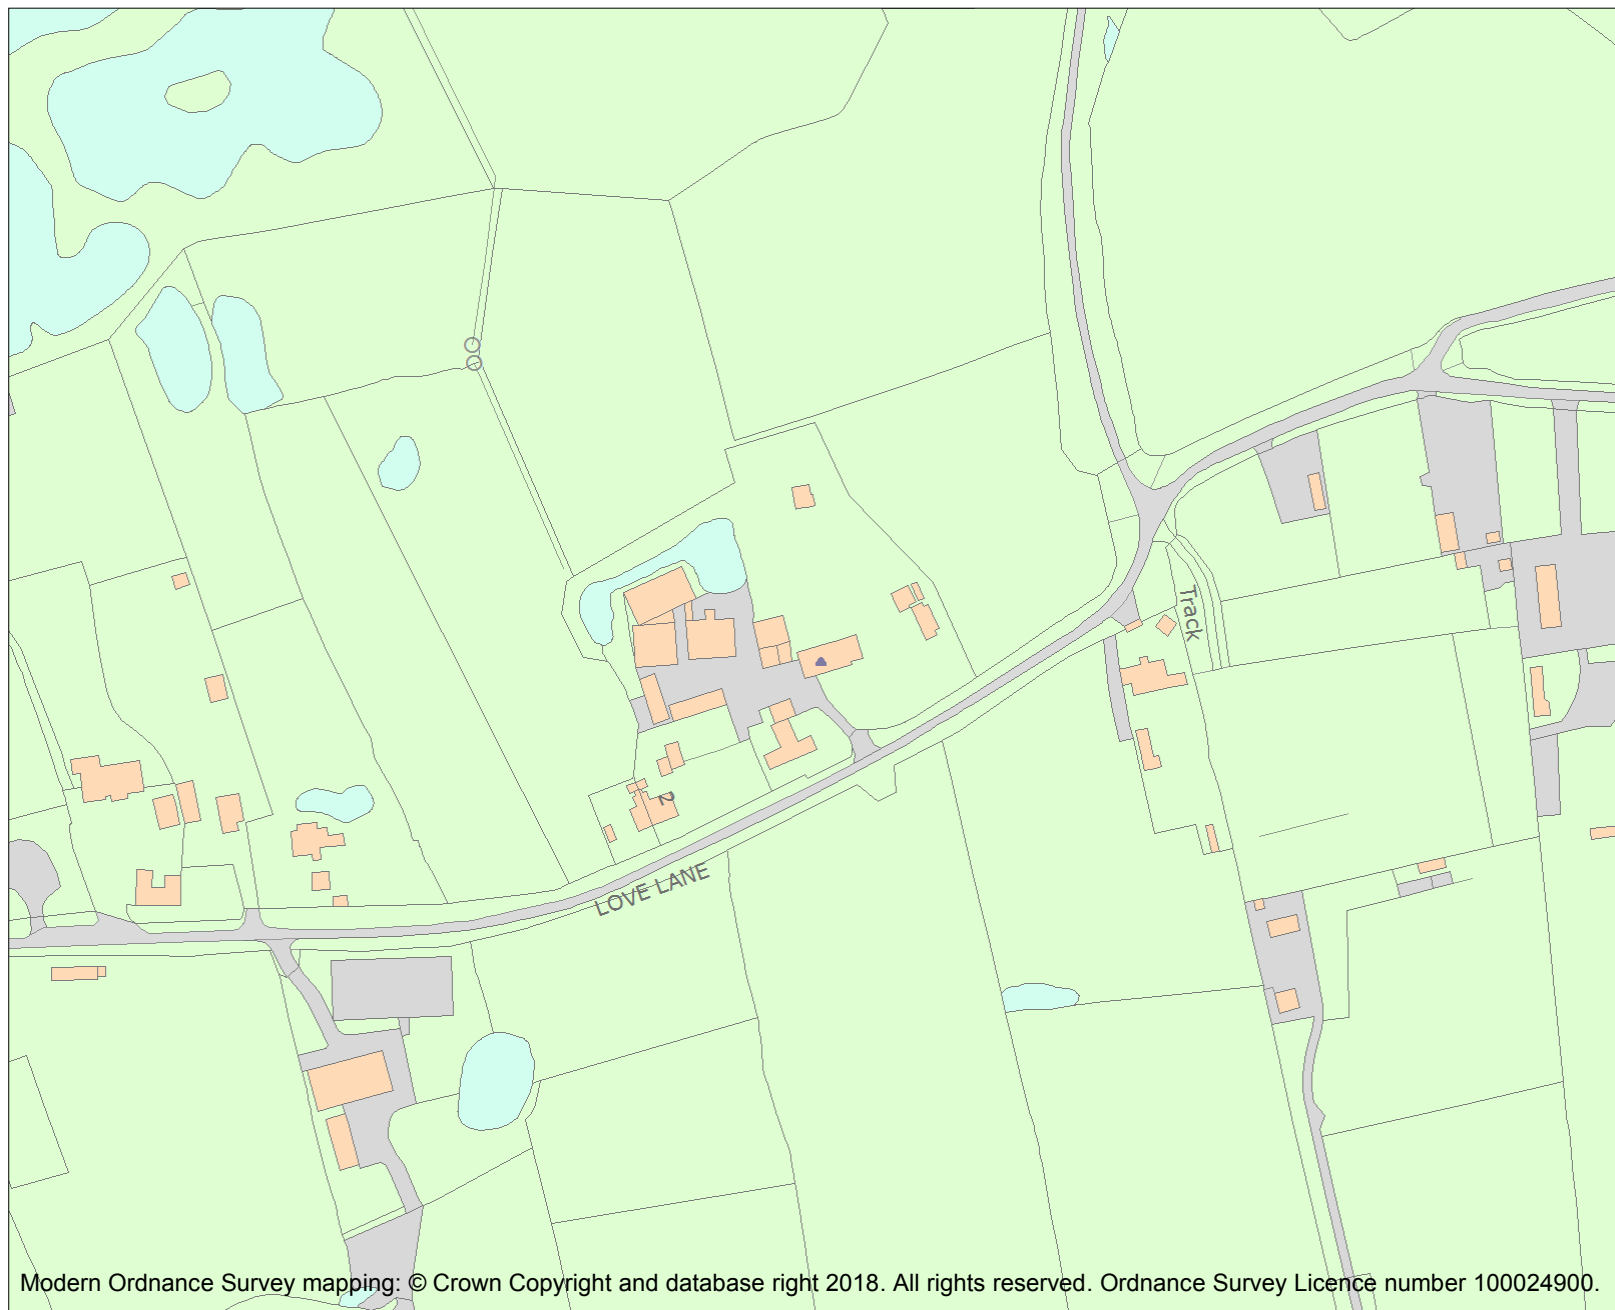 Track
2
LOVE LANE
Modern Ordnance Survey mapping: © Crown Copyright and database right 2018. All rights reserved. Ordnance Survey Licence number 100024900.